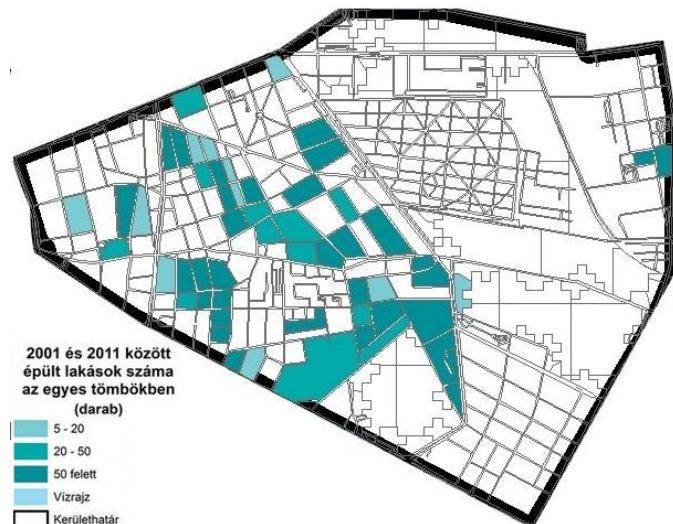 2001 és 2011 között
épült lakások száma
az egyes tömbökben
(darab)
5 - 20
20 - 50
50 felett
Vízrajz
Kerülethatár